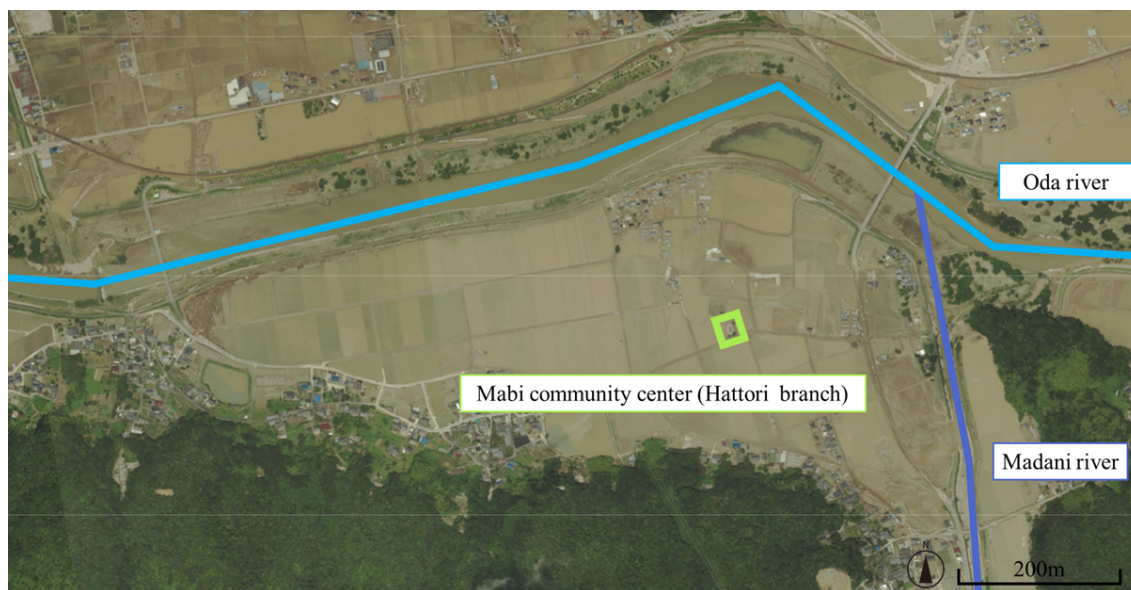 Oda river
Mabi community center (Hattori branch)
Madani river
N
200m